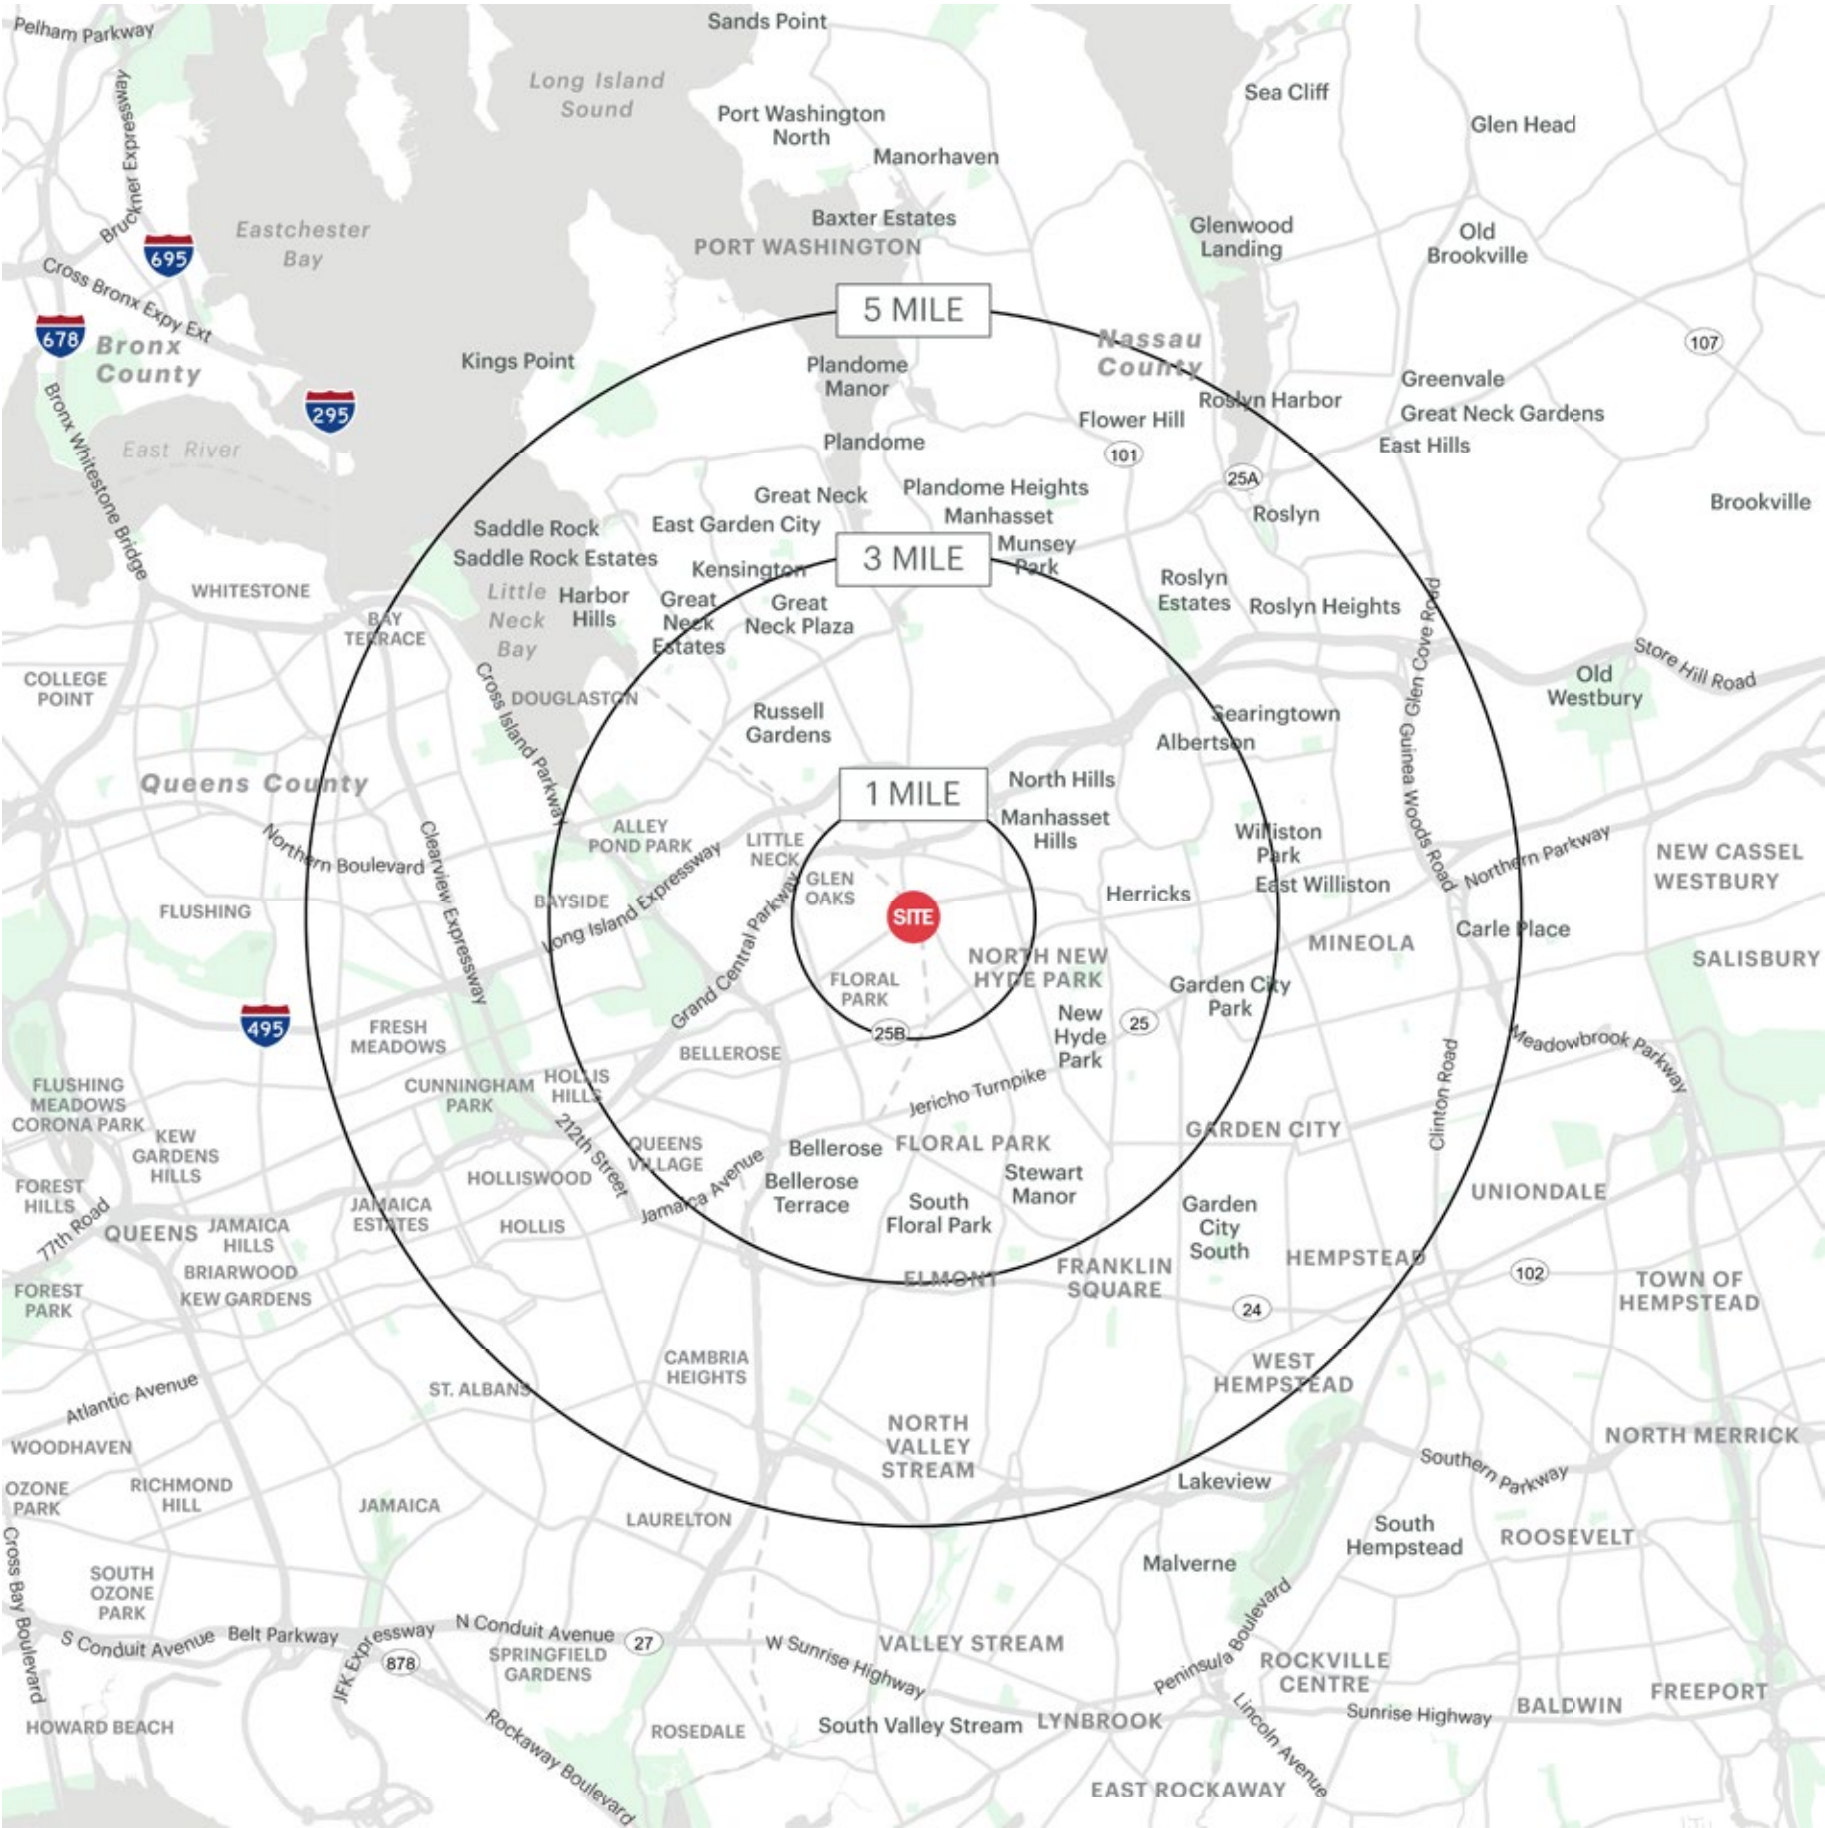 Pelham Parkway
Sands Point
Long Island
Sound
Sea Cliff
Port Washington
North
Glen Head
Manorhaven
Bruckner Expressway
Baxter Estates
PORT WASHINGTON
Eastchester
Bay
Glenwood
Landing
Old
Brookville
695
Cross Bronx Expy Ext
5 MILE
678
Bronx
County
Nassau
County
107
Kings Point
Plandome
Manor
Greenvale
295
Roslyn Harbor
Great Neck Gardens
Flower Hill
Bronx Whitestone Bridge
East River
Plandome
East Hills
101
25A
Great Neck
Plandome Heights
Brookville
Saddle Rock
East Garden City
Manhasset
Roslyn
Saddle Rock Estates
3 MILE
Munsey
Park
Kensington
WHITESTONE
Little
Neck
Bay
Harbor
Hills
Great
Neck
Estates
Great
Neck Plaza
Roslyn
Estates
Roslyn Heights
BAY
TERRACE
Glen Cove Road
Store Hill Road
COLLEGE
POINT
Cross Island Parkway
DOUGLASTON
Old
Westbury
Russell
Gardens
Searingtown
Albertson
Guinea Woods Road
Queens County
1 MILE
North Hills
Northern Boulevard
Clearview Expressway
ALLEY
POND PARK
LITTLE
NECK
Manhasset
Hills
Williston
Park
Northern Parkway
NEW CASSEL
WESTBURY
GLEN
OAKS
East Williston
Herricks
FLUSHING
BAYSIDE
Long Island Expressway
SITE
Carle Place
MINEOLA
SALISBURY
Grand Central Parkway
NORTH NEW
HYDE PARK
FLORAL
PARK
Garden City
Park
495
25B
New
Hyde
Park
25
FRESH
MEADOWS
BELLEROSE
Meadowbrook Parkway
FLUSHING
MEADOWS
CORONA PARK
CUNNINGHAM
PARK
HOLLIS
HILLS
Jericho Turnpike
Clinton Road
212th Street
KEW
GARDENS
HILLS
QUEENS
VILLAGE
Bellerose
FLORAL PARK
GARDEN CITY
Jamaica Avenue
HOLLISWOOD
Bellerose
Terrace
Stewart
Manor
FOREST
HILLS
UNIONDALE
77th Road
QUEENS
JAMAICA
HILLS
JAMAICA
ESTATES
HOLLIS
South
Floral Park
Garden
City
South
HEMPSTEAD
BRIARWOOD
ELMONT
FRANKLIN
SQUARE
102
FOREST
PARK
KEW GARDENS
TOWN OF
HEMPSTEAD
24
CAMBRIA
HEIGHTS
WEST
HEMPSTEAD
Atlantic Avenue
ST. ALBANS
NORTH
VALLEY
STREAM
WOODHAVEN
NORTH MERRICK
Southern Parkway
OZONE
PARK
RICHMOND
HILL
JAMAICA
Lakeview
LAURELTON
South
Hempstead
ROOSEVELT
Cross Bay Boulevard
Malverne
SOUTH
OZONE
PARK
S Conduit Avenue
Belt Parkway
JFK Expressway
N Conduit Avenue
27
W Sunrise Highway
VALLEY STREAM
Peninsula Boulevard
878
SPRINGFIELD
GARDENS
ROCKVILLE
CENTRE
FREEPORT
HOWARD BEACH
Rockaway Boulevard
ROSEDALE
South Valley Stream
LYNBROOK
Lincoln Avenue
Sunrise Highway
BALDWIN
EAST ROCKAWAY